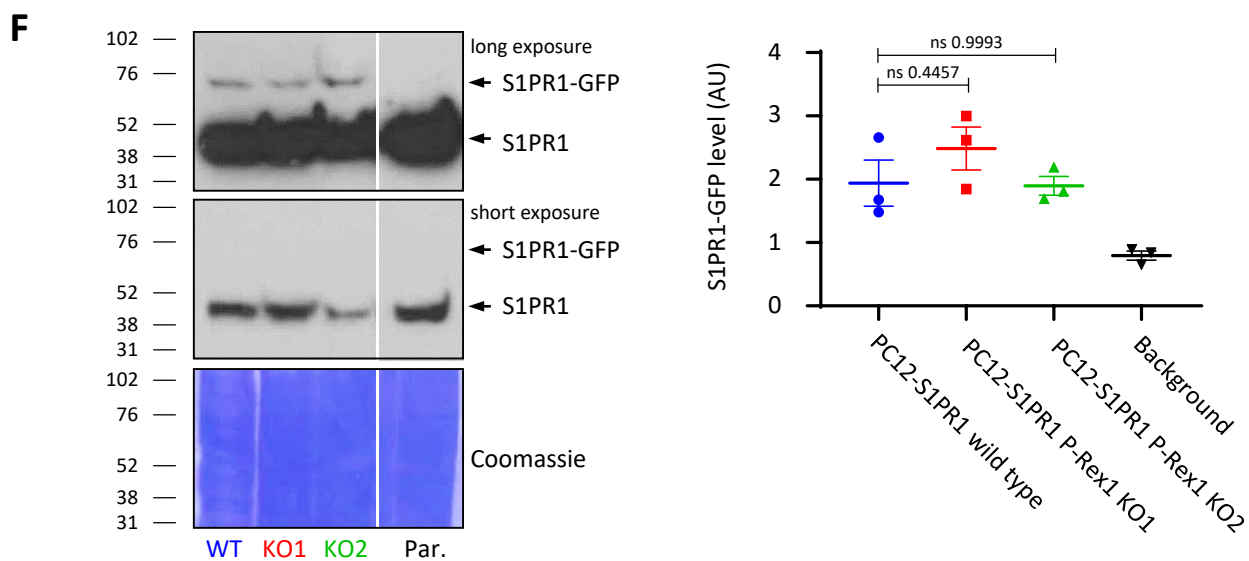 F
102
76
52
38
31
long exposure
S1PR1-GFP
S1PR1
102
76
52
38
31
short exposure
S1PR1-GFP
S1PR1
102
76
52
38
31
Coomassie
WT KO1 KO2 Par.
S1PR1-GFP level (AU)
4
3
2
1
0
ns 0.9993
ns 0.4457
PC12-S1PR1 wild type
PC12-S1PR1 P-Rex1 KO1
PC12-S1PR1 P-Rex1 KO2
Background